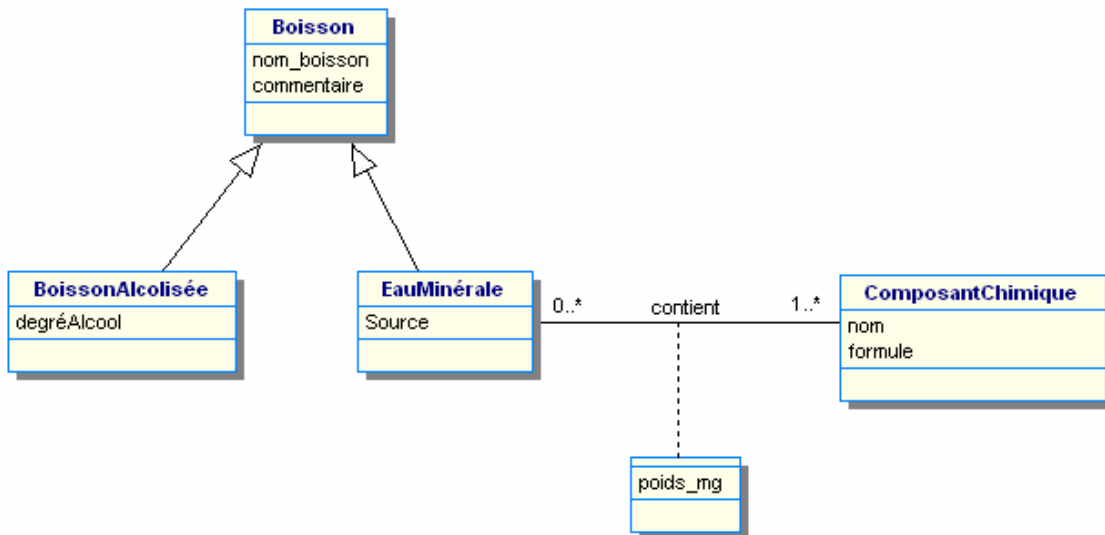 Boisson
nom_boisson
commentaire
BoissonAlcolisée
degréAlcool
EauMinérale
Source
0..*
contient
1..*
ComposantChimique
nom
formule
poids_mg